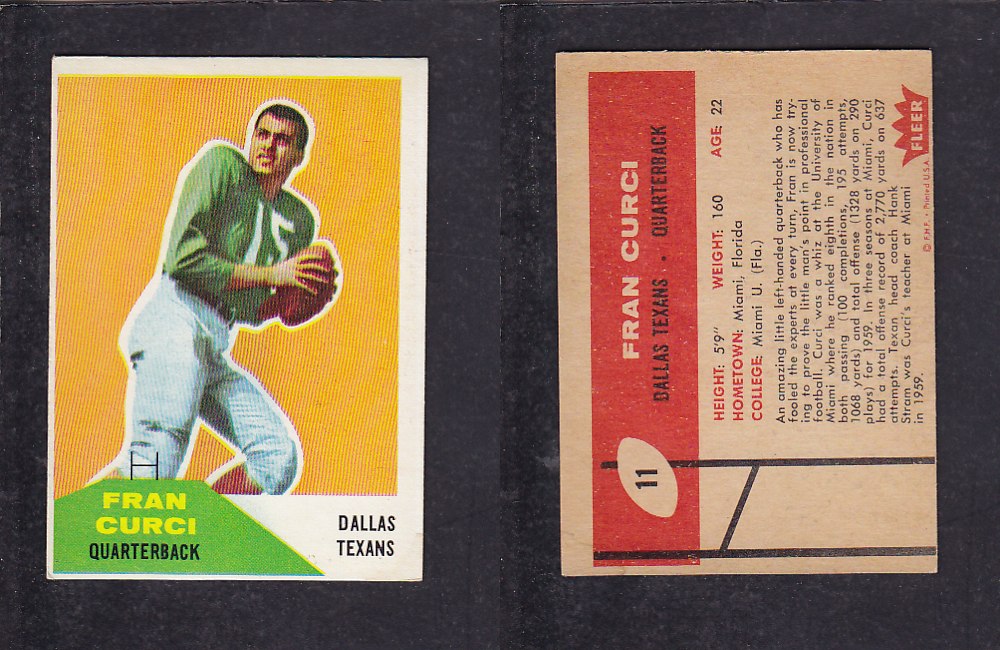 FRAN
CURCI
QUARTERBACK
DALLAS
TEXANS
11
FRAN CURCI
DALLAS TEXANS • QUARTERBACK
HEIGHT: 5'9" WEIGHT: 160 AGE: 22
HOMETOWN: Miami, Florida
COLLEGE: Miami U. (Fla.)
An amazing little left-handed quarterback who has
fooled the experts at every turn, Fran is now try-
ing to prove the little man's point in professional
football. Curci was a whiz at the University of
Miami where he ranked eighth in the nation in
both passing (100 completions, 195 attempts,
1068 yards) and total offense (1328 yards on 290
plays) for 1959. In three seasons at Miami, Curci
had a total offense record of 2,770 yards on 637
attempts. Texan head coach Hank
Stram was Curci's teacher at Miami
in 1959.
FLEER
© F.H.F. • Printed U.S.A.